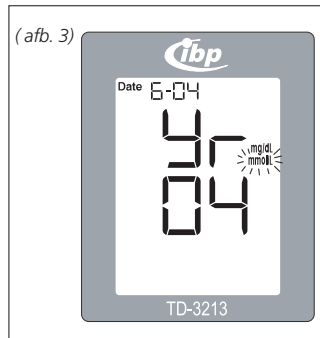 (afb. 3)
ibp
Date 6-04
Yr
mg/dL
mmol/L
04
TD-3213